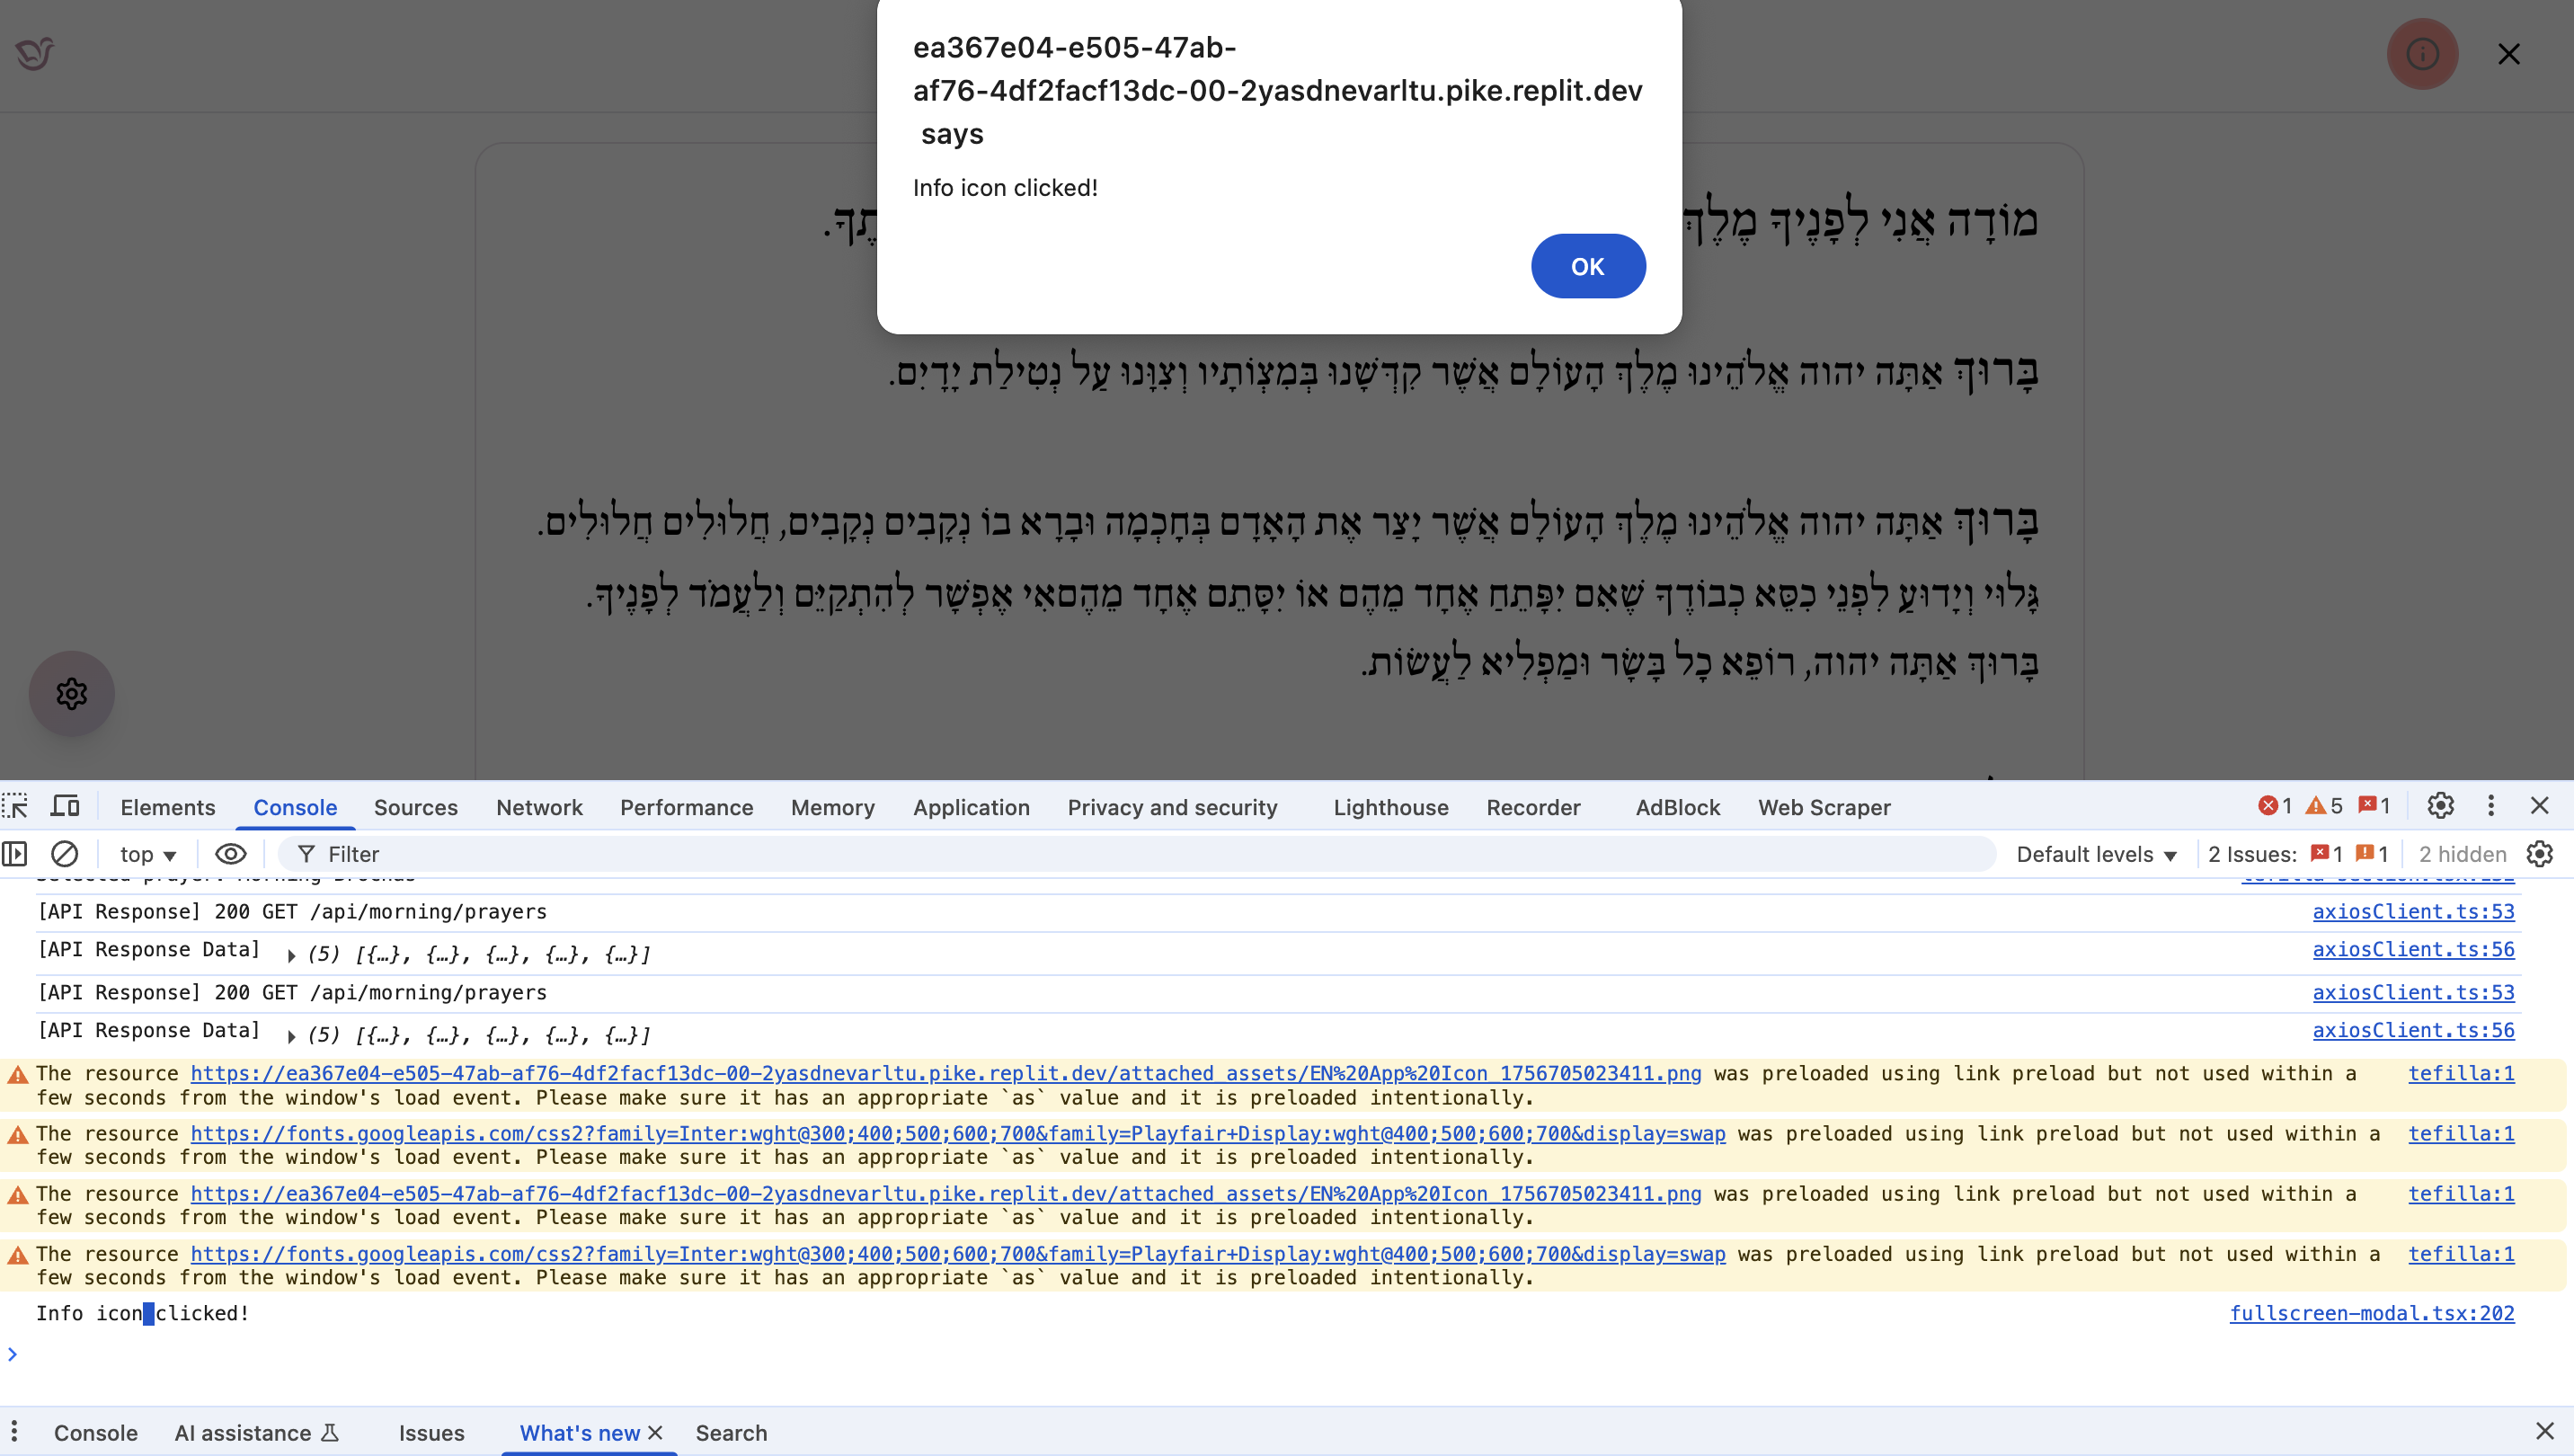 ea367e04-e505-47ab-
af76-4df2facf13dc-00-2yasdnevarltu.pike.replit.dev
says
Info icon clicked!
OK
מוֹדָה אֲנִי לְפָנֶיךָ מֶלֶךְ
בָּרוּךְ אַתָּה יהוה אֱלֹהֵינוּ מֶלֶךְ הָעוֹלָם אֲשֶׁר קִדְּשָׁנוּ בְּמִצְוֹתָיו וְצִוָּנוּ עַל נְטִילַת יָדָיִם.
בָּרוּךְ אַתָּה יהוה אֱלֹהֵינוּ מֶלֶךְ הָעוֹלָם אֲשֶׁר יָצַר אֶת הָאָדָם בְּחָכְמָה וּבָרָא בוֹ נְקָבִים נְקָבִים, חֲלוּלִים חֲלוּלִים.
גָּלוּי וְיָדוּעַ לִפְנֵי כִסֵּא כְבוֹדֶךָ שֶׁאִם יִפָּתֵחַ אֶחָד מֵהֶם אוֹ יִסָּתֵם אֶחָד מֵהֶםאִי אֶפְשָׁר לְהִתְקַיֵּם וְלַעֲמֹד לְפָנֶיךָ.
בָּרוּךְ אַתָּה יהוה, רוֹפֵא כָל בָּשָׂר וּמַפְלִיא לַעֲשׂוֹת.
Elements Console Sources Network Performance Memory Application Privacy and security Lighthouse Recorder AdBlock Web Scraper 1 5 1
top Filter Default levels 2 Issues: 1 1 2 hidden
[API Response] 200 GET /api/morning/prayers axiosClient.ts:53
[API Response Data] (5) [{…}, {…}, {…}, {…}, {…}] axiosClient.ts:56
[API Response] 200 GET /api/morning/prayers axiosClient.ts:53
[API Response Data] (5) [{…}, {…}, {…}, {…}, {…}] axiosClient.ts:56
The resource https://ea367e04-e505-47ab-af76-4df2facf13dc-00-2yasdnevarltu.pike.replit.dev/attached_assets/EN%20App%20Icon_1756705023411.png was preloaded using link preload but not used within a tefilla:1
few seconds from the window's load event. Please make sure it has an appropriate `as` value and it is preloaded intentionally.
The resource https://fonts.googleapis.com/css2?family=Inter:wght@300;400;500;600;700&family=Playfair+Display:wght@400;500;600;700&display=swap was preloaded using link preload but not used within a tefilla:1
few seconds from the window's load event. Please make sure it has an appropriate `as` value and it is preloaded intentionally.
The resource https://ea367e04-e505-47ab-af76-4df2facf13dc-00-2yasdnevarltu.pike.replit.dev/attached_assets/EN%20App%20Icon_1756705023411.png was preloaded using link preload but not used within a tefilla:1
few seconds from the window's load event. Please make sure it has an appropriate `as` value and it is preloaded intentionally.
The resource https://fonts.googleapis.com/css2?family=Inter:wght@300;400;500;600;700&family=Playfair+Display:wght@400;500;600;700&display=swap was preloaded using link preload but not used within a tefilla:1
few seconds from the window's load event. Please make sure it has an appropriate `as` value and it is preloaded intentionally.
Info icon clicked! fullscreen-modal.tsx:202
Console AI assistance Issues What's new Search